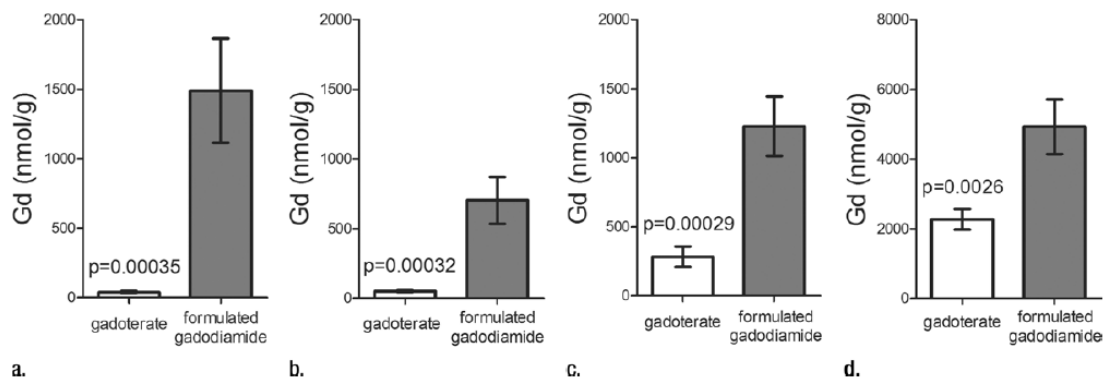 2000
1500
1000
500
0
Gd (nmol/g)
p=0.00035
gadoterate
formulated
gadodiamide
a.
2000
1500
1000
500
0
Gd (nmol/g)
p=0.00032
gadoterate
formulated
gadodiamide
b.
2000
1500
1000
500
0
Gd (nmol/g)
p=0.00029
gadoterate
formulated
gadodiamide
c.
8000
6000
4000
2000
0
Gd (nmol/g)
p=0.0026
gadoterate
formulated
gadodiamide
d.